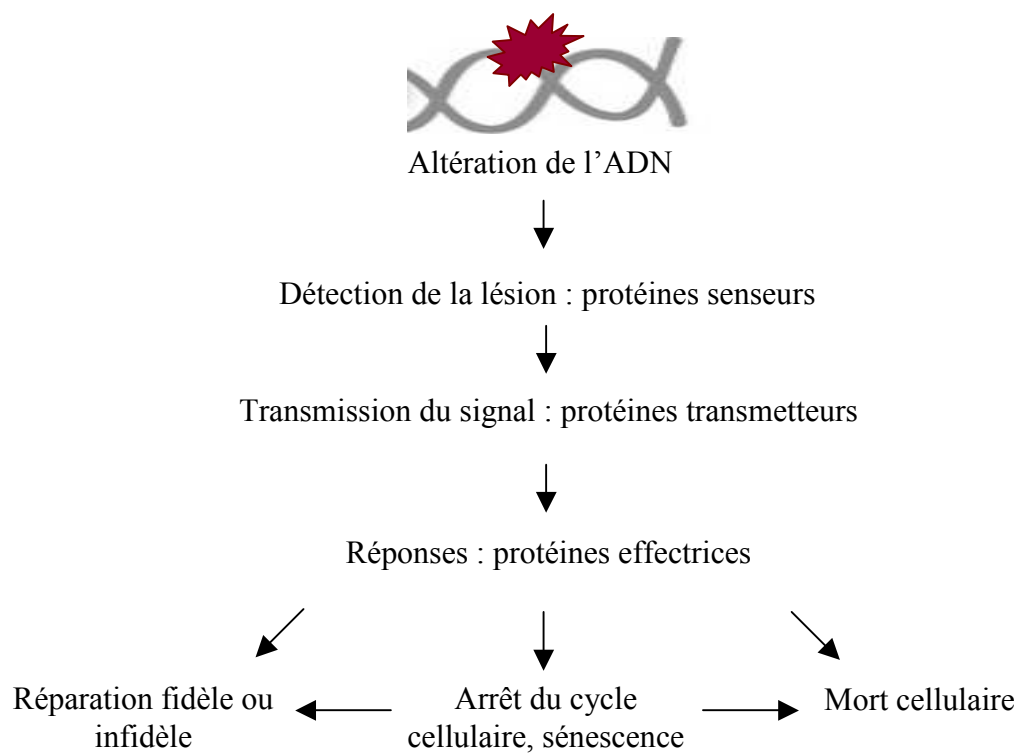 Altération de l’ADN
Détection de la lésion : protéines senseurs
Transmission du signal : protéines transmetteurs
Réponses : protéines effectrices
Réparation fidèle ou
infidèle
Arrêt du cycle
cellulaire, sénescence
Mort cellulaire